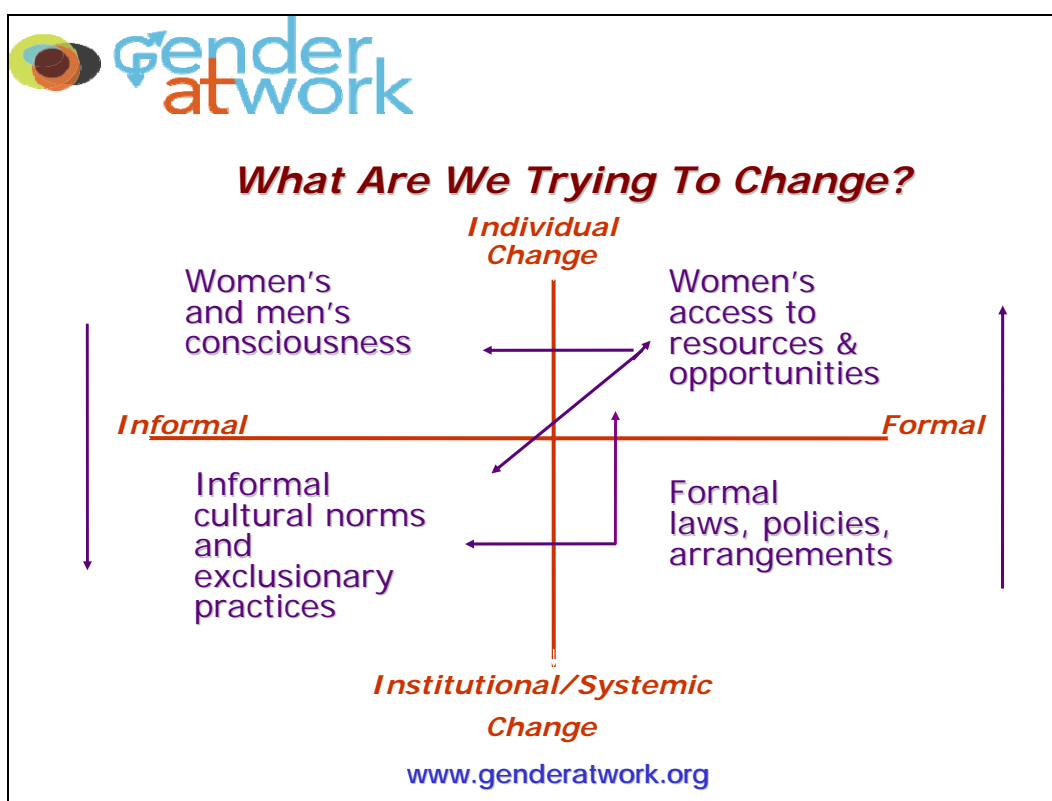 gender
atwork
What Are We Trying To Change?
Individual
Change
Women's
and men's
consciousness
Women's
access to
resources &
opportunities
Informal
Formal
Informal
cultural norms
and
exclusionary
practices
Formal
laws, policies,
arrangements
Institutional/Systemic
Change
www.genderatwork.org